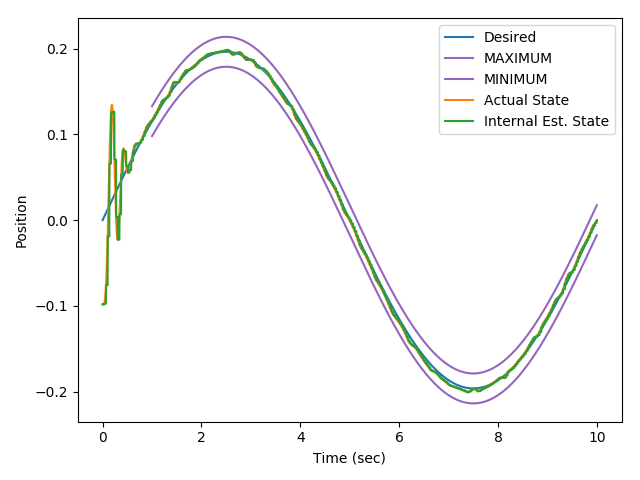 Desired
MAXIMUM
MINIMUM
Actual State
Internal Est. State
0.2
0.1
0.0
−0.1
−0.2
Position
0 2 4 6 8 10
Time (sec)